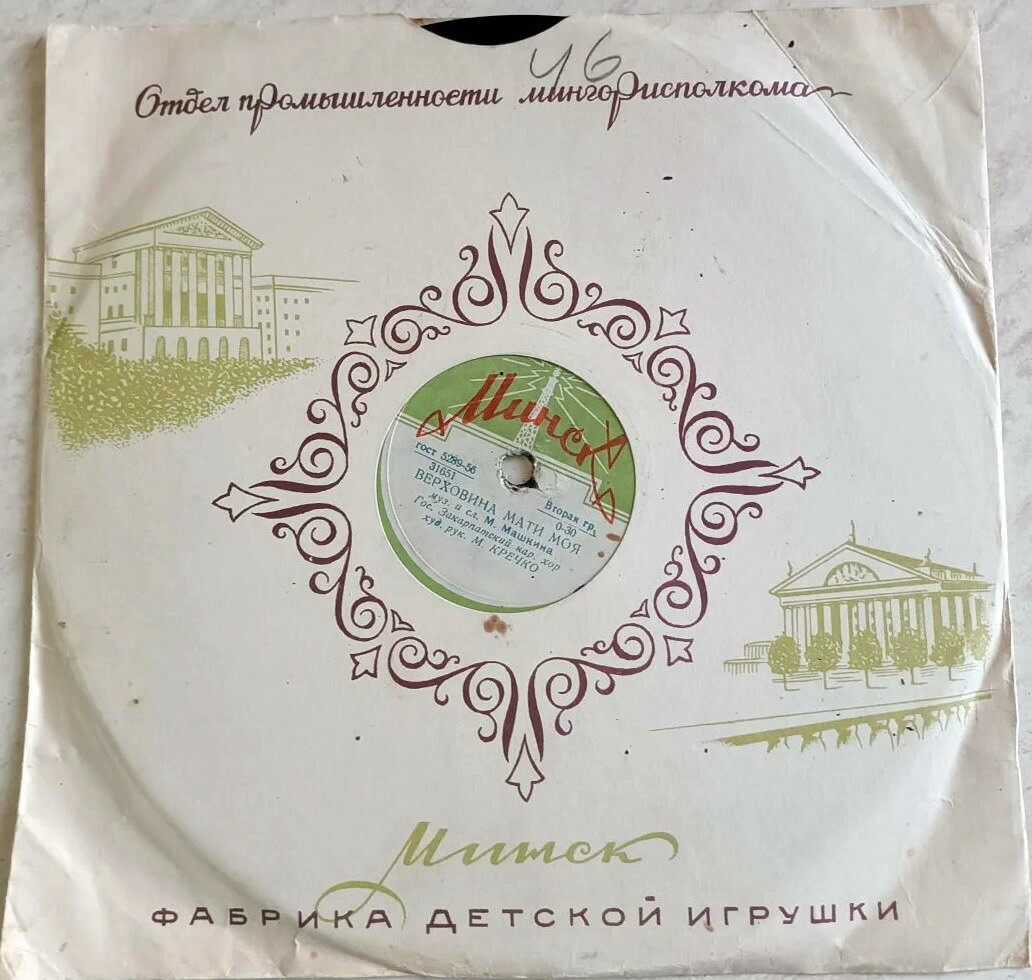 ч6
Отдел промышленности мингорисполкома
Минск
гост 5289-56
31651
Вторая гр.
0-30
ВЕРХОВИНА МАТИ МОЯ
муз. и сл. М. Машкина
Гос. Закарпатский нар. хор
худ. рук. М. КРЕЧКО
Минск
ФАБРИКА ДЕТСКОЙ ИГРУШКИ